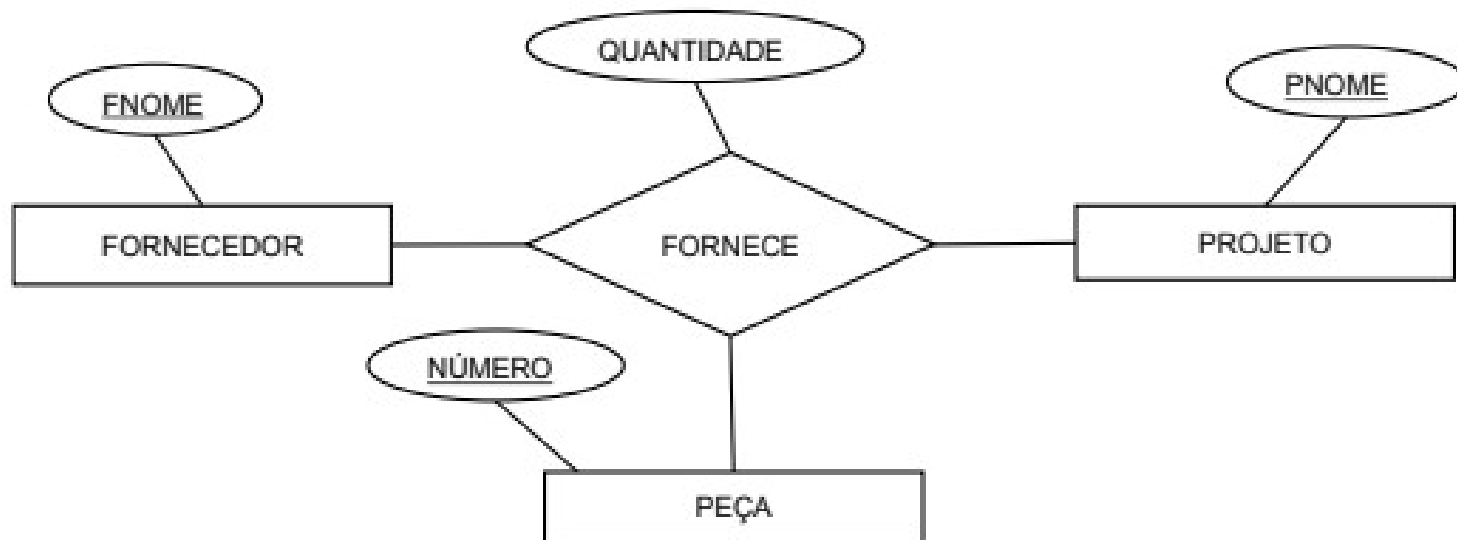 QUANTIDADE
FNOME
PNOME
FORNECEDOR
FORNECE
PROJETO
NÚMERO
PEÇA